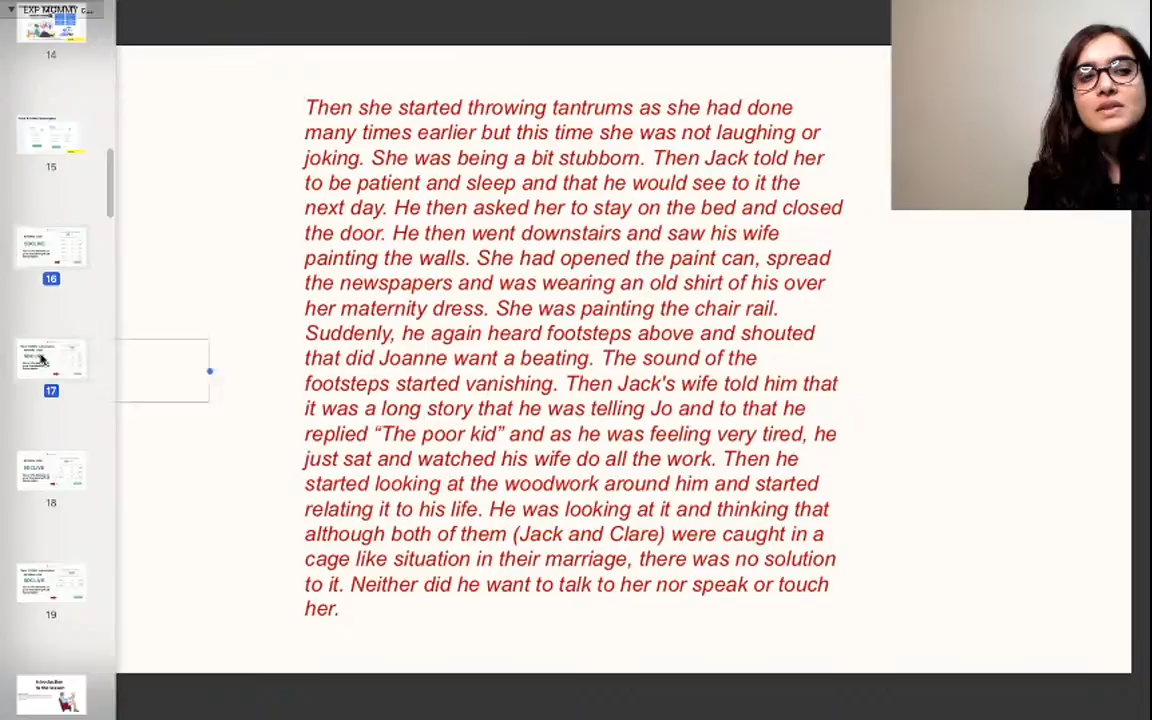 EXP MUMMY c...
14
15
16
17
18
19
Introduction
to the lesson
Then she started throwing tantrums as she had done
many times earlier but this time she was not laughing or
joking. She was being a bit stubborn. Then Jack told her
to be patient and sleep and that he would see to it the
next day. He then asked her to stay on the bed and closed
the door. He then went downstairs and saw his wife
painting the walls. She had opened the paint can, spread
the newspapers and was wearing an old shirt of his over
her maternity dress. She was painting the chair rail.
Suddenly, he again heard footsteps above and shouted
that did Joanne want a beating. The sound of the
footsteps started vanishing. Then Jack's wife told him that
it was a long story that he was telling Jo and to that he
replied “The poor kid” and as he was feeling very tired, he
just sat and watched his wife do all the work. Then he
started looking at the woodwork around him and started
relating it to his life. He was looking at it and thinking that
although both of them (Jack and Clare) were caught in a
cage like situation in their marriage, there was no solution
to it. Neither did he want to talk to her nor speak or touch
her.